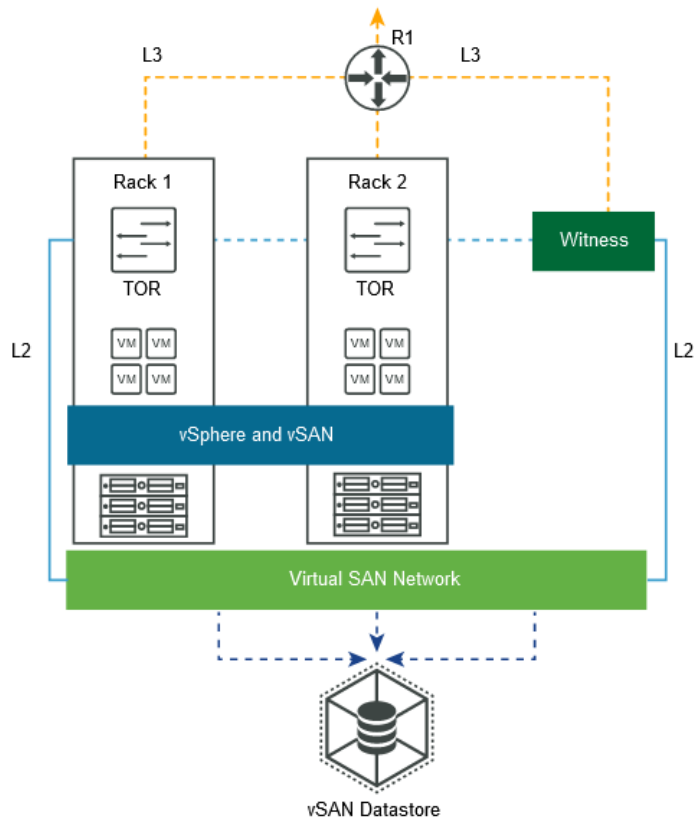 R1
L3
L3
Rack 1
Rack 2
Witness
TOR
TOR
L2
L2
VM VM
VM VM
VM VM
VM VM
vSphere and vSAN
Virtual SAN Network
vSAN Datastore